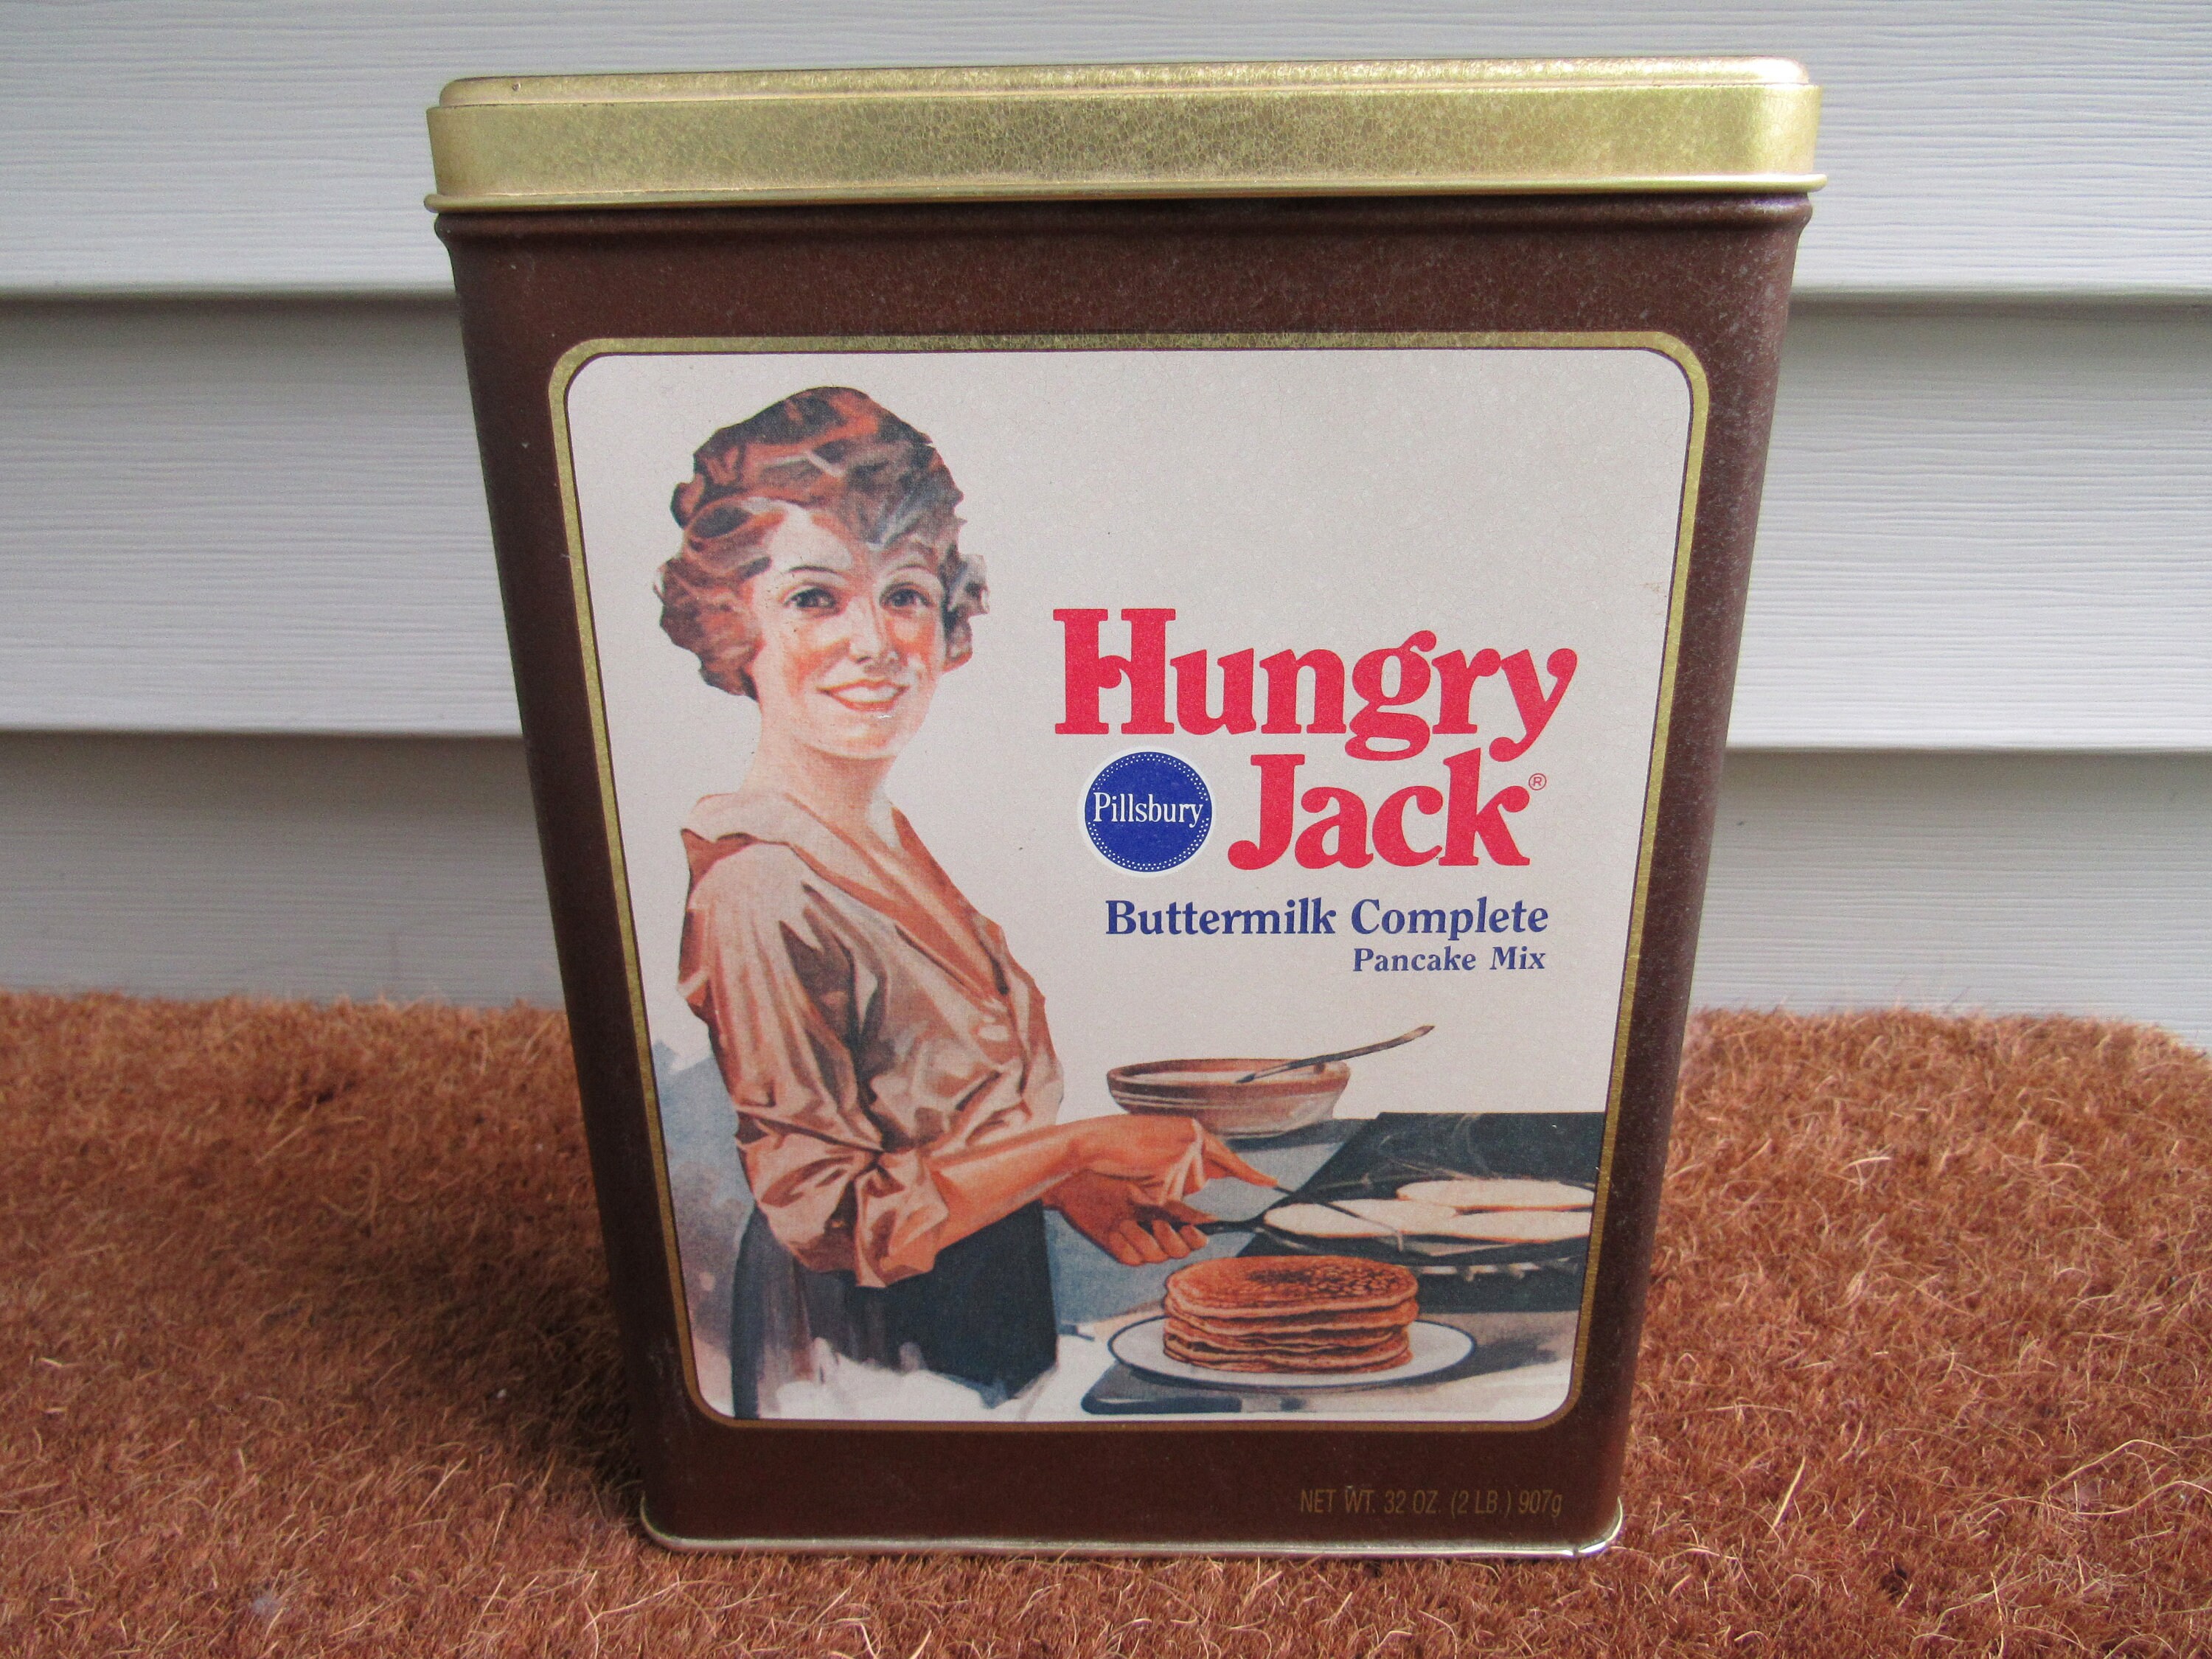 Hungry
Pillsbury Jack®
Buttermilk Complete
Pancake Mix
NET WT. 32 OZ. (2 LB.) 907g